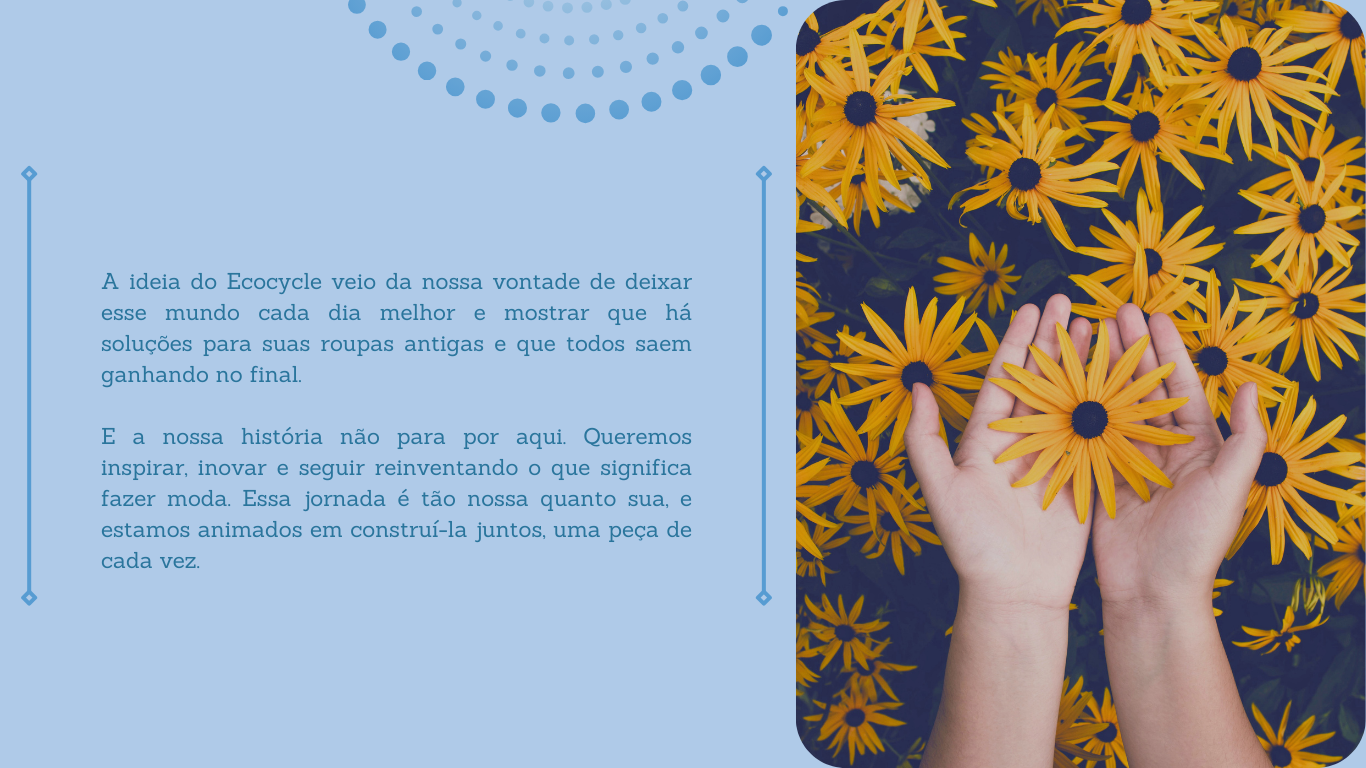 A ideia do Ecocycle veio da nossa vontade de deixar
esse mundo cada dia melhor e mostrar que há
soluções para suas roupas antigas e que todos saem
ganhando no final.
E a nossa história não para por aqui. Queremos
inspirar, inovar e seguir reinventando o que significa
fazer moda. Essa jornada é tão nossa quanto sua, e
estamos animados em construí-la juntos, uma peça de
cada vez.